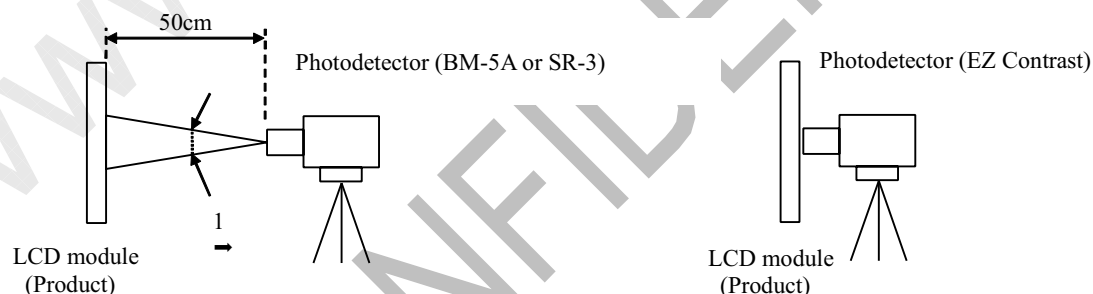 50cm
Photodetector (BM-5A or SR-3)
1
LCD module
(Product)
Photodetector (EZ Contrast)
LCD module
(Product)